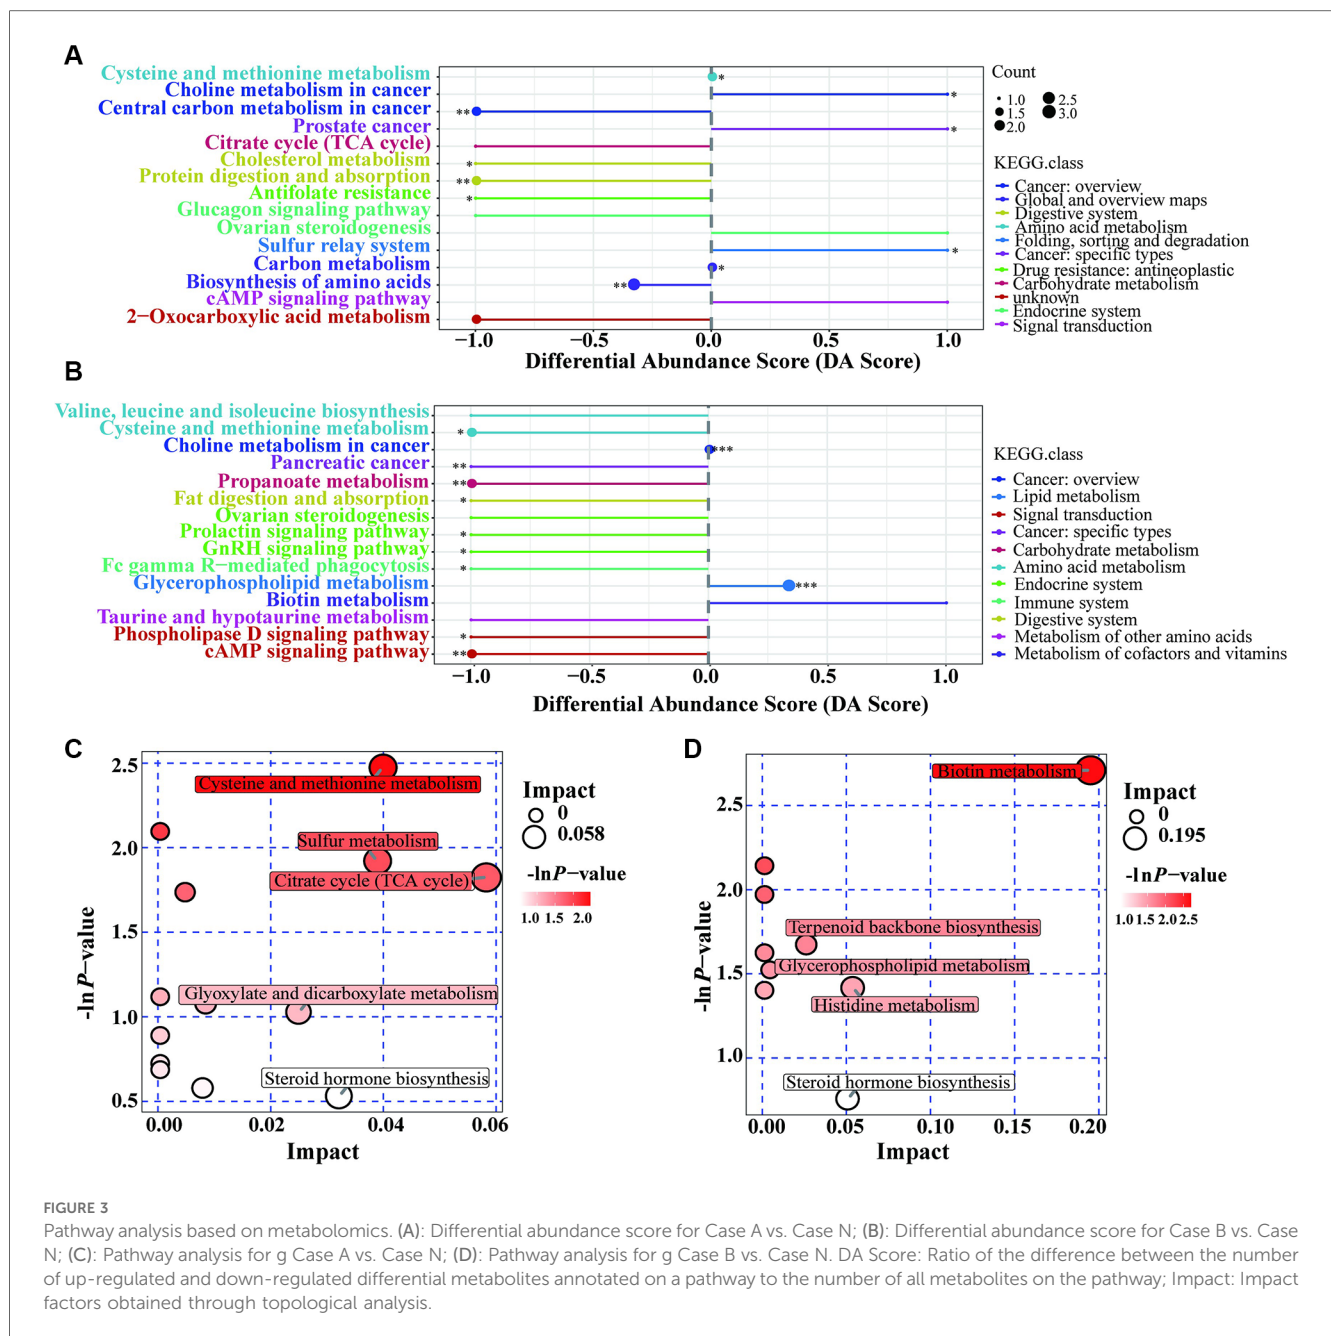 A
Cysteine and methionine metabolism
Choline metabolism in cancer
Central carbon metabolism in cancer
Prostate cancer
Citrate cycle (TCA cycle)
Cholesterol metabolism
Protein digestion and absorption
Antifolate resistance
Glucagon signaling pathway
Ovarian steroidogenesis
Sulfur relay system
Carbon metabolism
Biosynthesis of amino acids
cAMP signaling pathway
2−Oxocarboxylic acid metabolism
*
*
**
*
*
**
*
*
*
**
−1.0 −0.5 0.0 0.5 1.0
Differential Abundance Score (DA Score)
Count
1.0 2.5
1.5 3.0
2.0
KEGG.class
Cancer: overview
Global and overview maps
Digestive system
Amino acid metabolism
Folding, sorting and degradation
Cancer: specific types
Drug resistance: antineoplastic
Carbohydrate metabolism
unknown
Endocrine system
Signal transduction
B
Valine, leucine and isoleucine biosynthesis
Cysteine and methionine metabolism
Choline metabolism in cancer
Pancreatic cancer
Propanoate metabolism
Fat digestion and absorption
Ovarian steroidogenesis
Prolactin signaling pathway
GnRH signaling pathway
Fc gamma R−mediated phagocytosis
Glycerophospholipid metabolism
Biotin metabolism
Taurine and hypotaurine metabolism
Phospholipase D signaling pathway
cAMP signaling pathway
*
***
**
**
*
*
*
*
***
*
**
−1.0 −0.5 0.0 0.5 1.0
Differential Abundance Score (DA Score)
KEGG.class
Cancer: overview
Lipid metabolism
Signal transduction
Cancer: specific types
Carbohydrate metabolism
Amino acid metabolism
Endocrine system
Immune system
Digestive system
Metabolism of other amino acids
Metabolism of cofactors and vitamins
C
2.5
2.0
1.5
1.0
0.5
-lnP−value
Cysteine and methionine metabolism
Sulfur metabolism
Citrate cycle (TCA cycle)
Glyoxylate and dicarboxylate metabolism
Steroid hormone biosynthesis
0.00 0.02 0.04 0.06
Impact
Impact
0
0.058
-lnP−value
1.0 1.5 2.0
D
2.5
2.0
1.5
1.0
-lnP−value
Biotin metabolism
Terpenoid backbone biosynthesis
Glycerophospholipid metabolism
Histidine metabolism
Steroid hormone biosynthesis
0.00 0.05 0.10 0.15 0.20
Impact
Impact
0
0.195
-lnP−value
1.0 1.5 2.0 2.5
FIGURE 3
Pathway analysis based on metabolomics. (A): Differential abundance score for Case A vs. Case N; (B): Differential abundance score for Case B vs. Case
N; (C): Pathway analysis for g Case A vs. Case N; (D): Pathway analysis for g Case B vs. Case N. DA Score: Ratio of the difference between the number
of up-regulated and down-regulated differential metabolites annotated on a pathway to the number of all metabolites on the pathway; Impact: Impact
factors obtained through topological analysis.